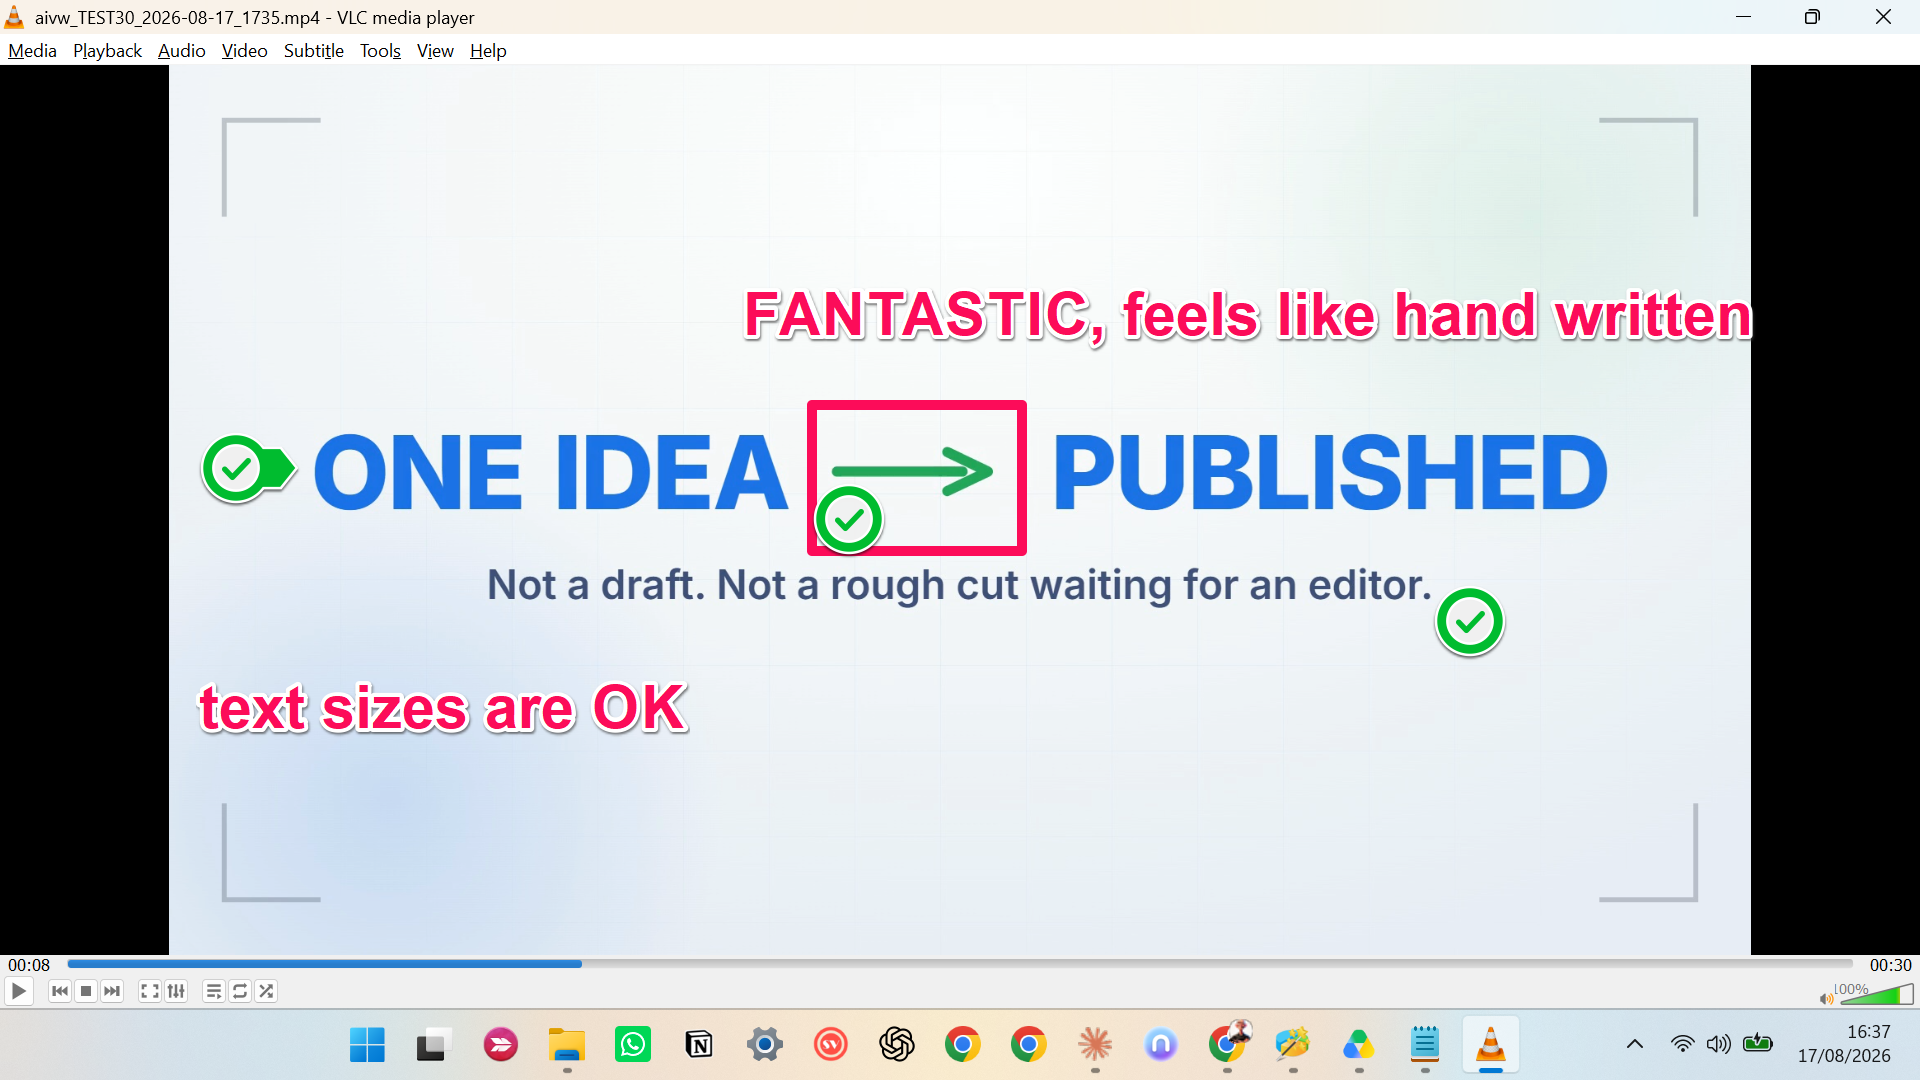 aivw_TEST30_2026-08-17_1735.mp4 - VLC media player
Media Playback Audio Video Subtitle Tools View Help
FANTASTIC, feels like hand written
ONE IDEA PUBLISHED
Not a draft. Not a rough cut waiting for an editor.
text sizes are OK
00:08 00:30
100%
16:37
17/08/2026